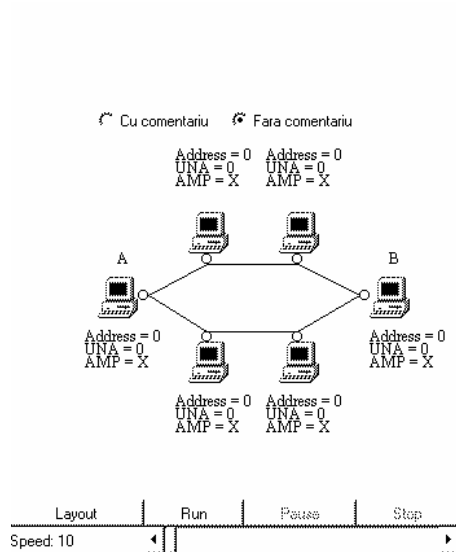 Cu comentariu Fara comentariu
Address = 0 Address = 0
UNA = 0 UNA = 0
AMP = X AMP = X
A B
Address = 0 Address = 0
UNA = 0 UNA = 0
AMP = X AMP = X
Address = 0 Address = 0
UNA = 0 UNA = 0
AMP = X AMP = X
Layout Run Pause Stop
Speed: 10